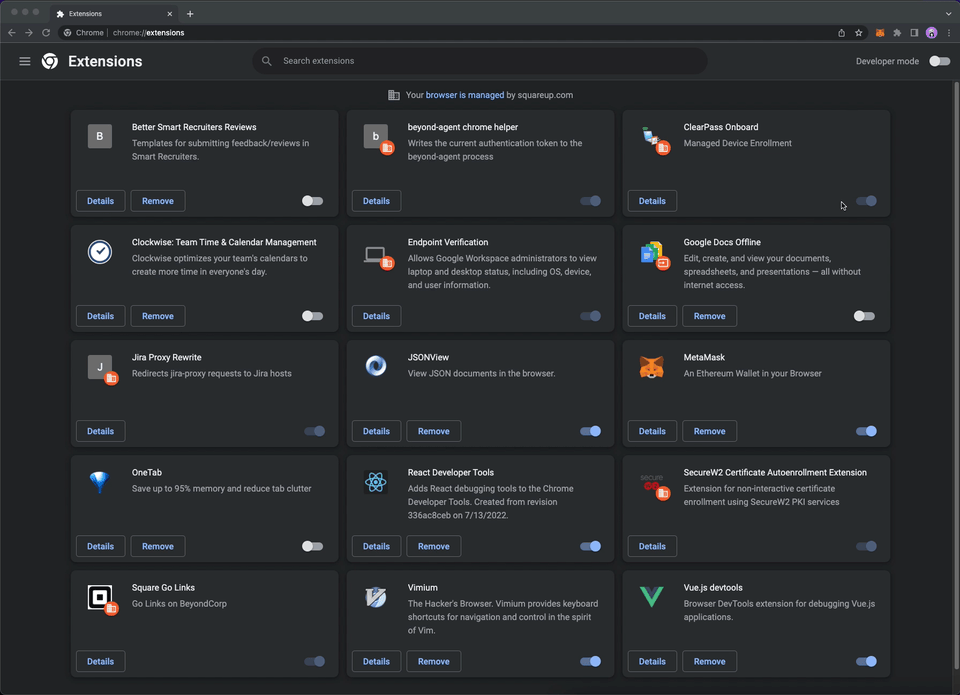 Extensions
Chrome | chrome://extensions
Extensions
Search extensions
Developer mode
Your browser is managed by squareup.com
B
Better Smart Recruiters Reviews
Templates for submitting feedback/reviews in
Smart Recruiters.
Details Remove
b
beyond-agent chrome helper
Writes the current authentication token to the
beyond-agent process
Details
ClearPass Onboard
Managed Device Enrollment
Details
Clockwise: Team Time & Calendar Management
Clockwise optimizes your team's calendars to
create more time in everyone's day.
Details Remove
Endpoint Verification
Allows Google Workspace administrators to view
laptop and desktop status, including OS, device,
and user information.
Details
Google Docs Offline
Edit, create, and view your documents,
spreadsheets, and presentations — all without
internet access.
Details Remove
J
Jira Proxy Rewrite
Redirects jira-proxy requests to Jira hosts
Details
JSONView
View JSON documents in the browser.
Details Remove
MetaMask
An Ethereum Wallet in your Browser
Details Remove
OneTab
Save up to 95% memory and reduce tab clutter
Details Remove
React Developer Tools
Adds React debugging tools to the Chrome
Developer Tools. Created from revision
336ac8ceb on 7/13/2022.
Details Remove
secure
SecureW2 Certificate Autoenrollment Extension
Extension for non-interactive certificate
enrollment using SecureW2 PKI services
Details
Square Go Links
Go Links on BeyondCorp
Details
Vimium
The Hacker's Browser. Vimium provides keyboard
shortcuts for navigation and control in the spirit
of Vim.
Details Remove
Vue.js devtools
Browser DevTools extension for debugging Vue.js
applications.
Details Remove